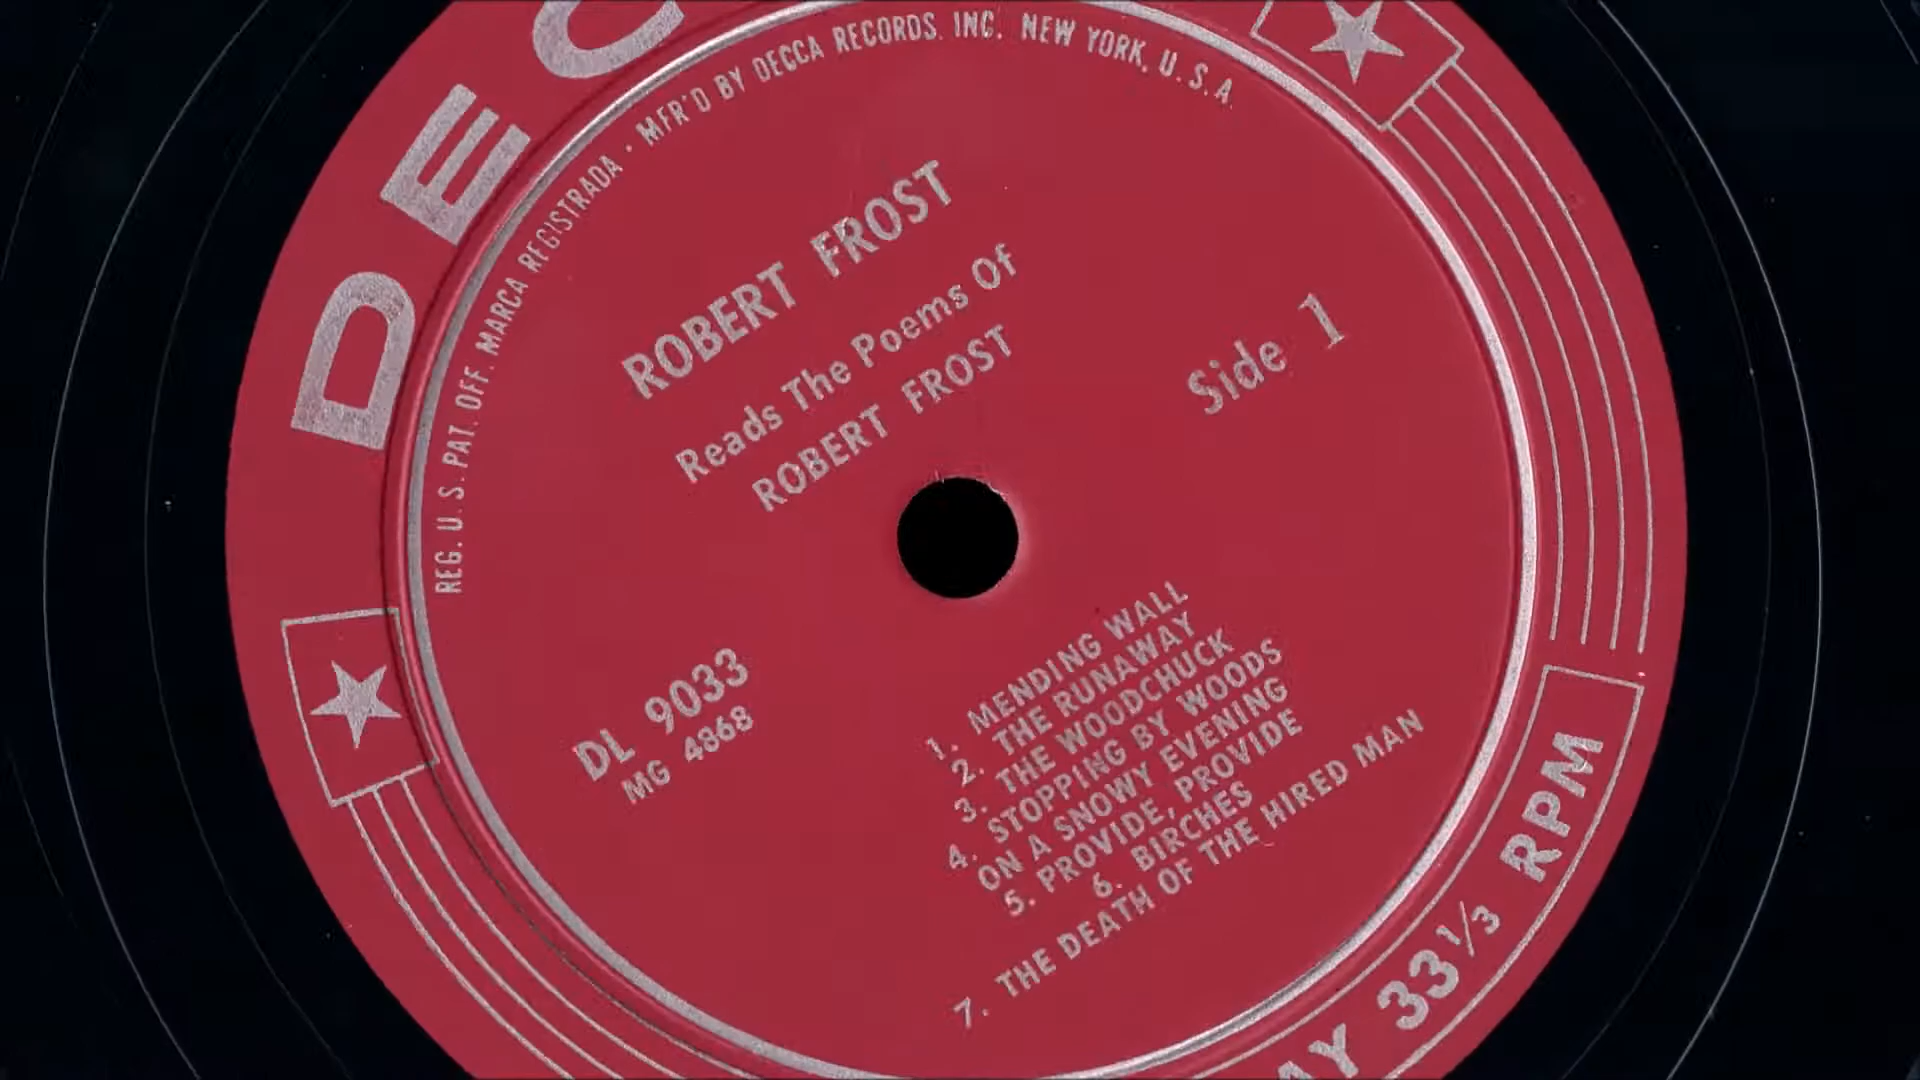 DEC
REG. U. S. PAT. OFF. MARCA REGISTRADA · MFR'D BY DECCA RECORDS, INC. NEW YORK, U. S. A.
ROBERT FROST
Reads The Poems Of
ROBERT FROST
Side 1
DL 9033
MG 4868
1. MENDING WALL
2. THE RUNAWAY
3. THE WOODCHUCK
4. STOPPING BY WOODS
ON A SNOWY EVENING
5. PROVIDE, PROVIDE
6. BIRCHES
7. THE DEATH OF THE HIRED MAN
AY 33 1/3 RPM